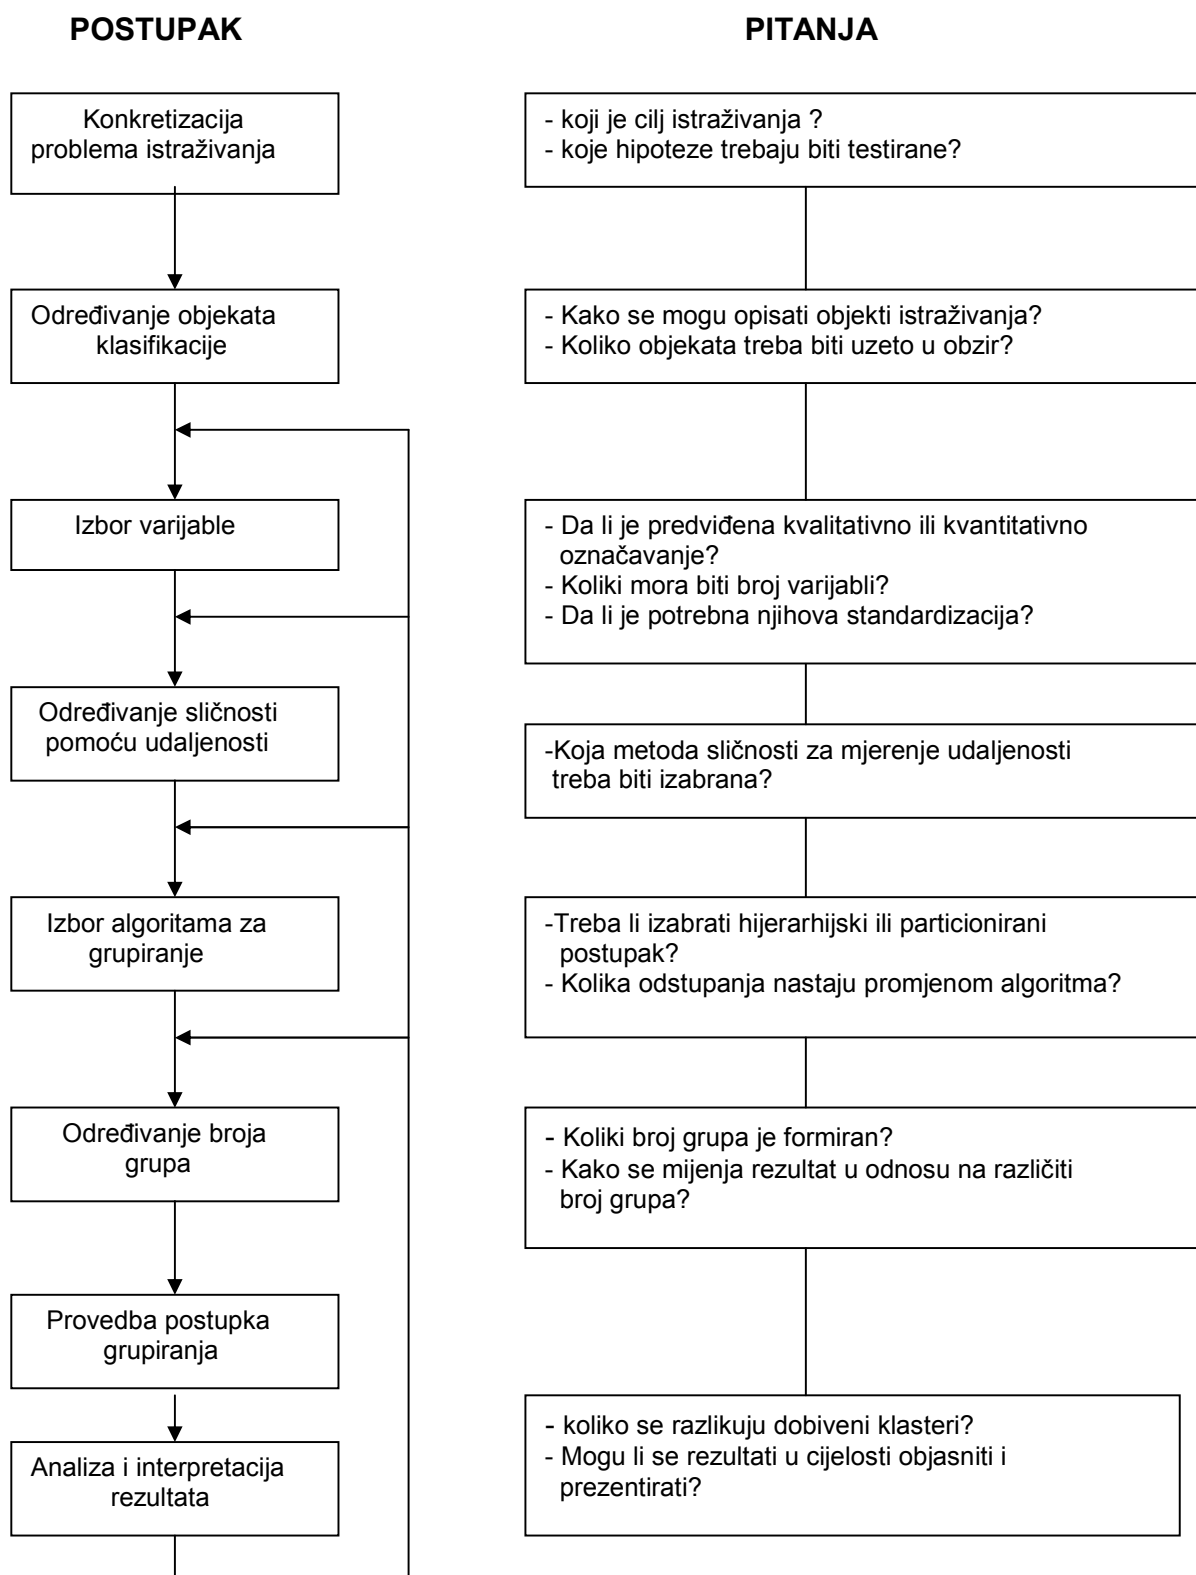 POSTUPAK
PITANJA
Konkretizacija
problema istraživanja
- koji je cilj istraživanja ?
- koje hipoteze trebaju biti testirane?
Određivanje objekata
klasifikacije
- Kako se mogu opisati objekti istraživanja?
- Koliko objekata treba biti uzeto u obzir?
Izbor varijable
- Da li je predviđena kvalitativno ili kvantitativno
označavanje?
- Koliki mora biti broj varijabli?
- Da li je potrebna njihova standardizacija?
Određivanje sličnosti
pomoću udaljenosti
-Koja metoda sličnosti za mjerenje udaljenosti
treba biti izabrana?
Izbor algoritama za
grupiranje
-Treba li izabrati hijerarhijski ili particionirani
postupak?
- Kolika odstupanja nastaju promjenom algoritma?
Određivanje broja
grupa
- Koliki broj grupa je formiran?
- Kako se mijenja rezultat u odnosu na različiti
broj grupa?
Provedba postupka
grupiranja
- koliko se razlikuju dobiveni klasteri?
- Mogu li se rezultati u cijelosti objasniti i
prezentirati?
Analiza i interpretacija
rezultata